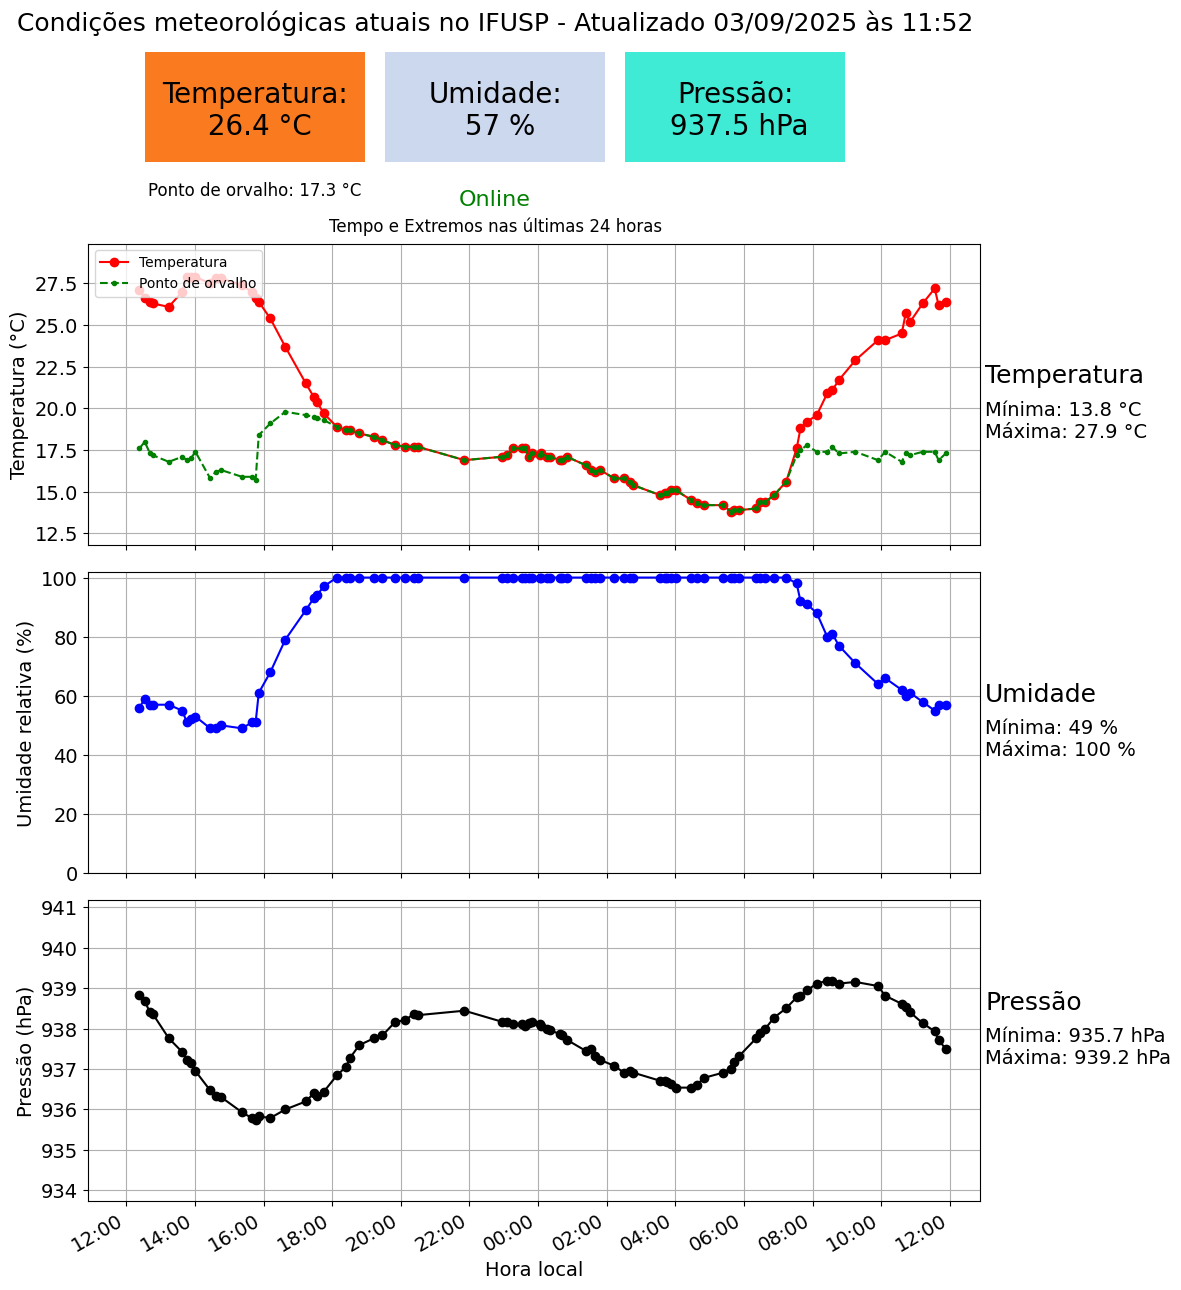 Condições meteorológicas atuais no IFUSP - Atualizado 03/09/2025 às 11:52
Temperatura:
26.4 °C
Umidade:
57 %
Pressão:
937.5 hPa
Ponto de orvalho: 17.3 °C
Online
Tempo e Extremos nas últimas 24 horas
Temperatura
Ponto de orvalho
Temperatura (°C)
27.5
25.0
22.5
20.0
17.5
15.0
12.5
Temperatura
Mínima: 13.8 °C
Máxima: 27.9 °C
Umidade relativa (%)
100
80
60
40
20
0
Umidade
Mínima: 49 %
Máxima: 100 %
Pressão (hPa)
941
940
939
938
937
936
935
934
Pressão
Mínima: 935.7 hPa
Máxima: 939.2 hPa
12:00
14:00
16:00
18:00
20:00
22:00
00:00
02:00
04:00
06:00
08:00
10:00
12:00
Hora local